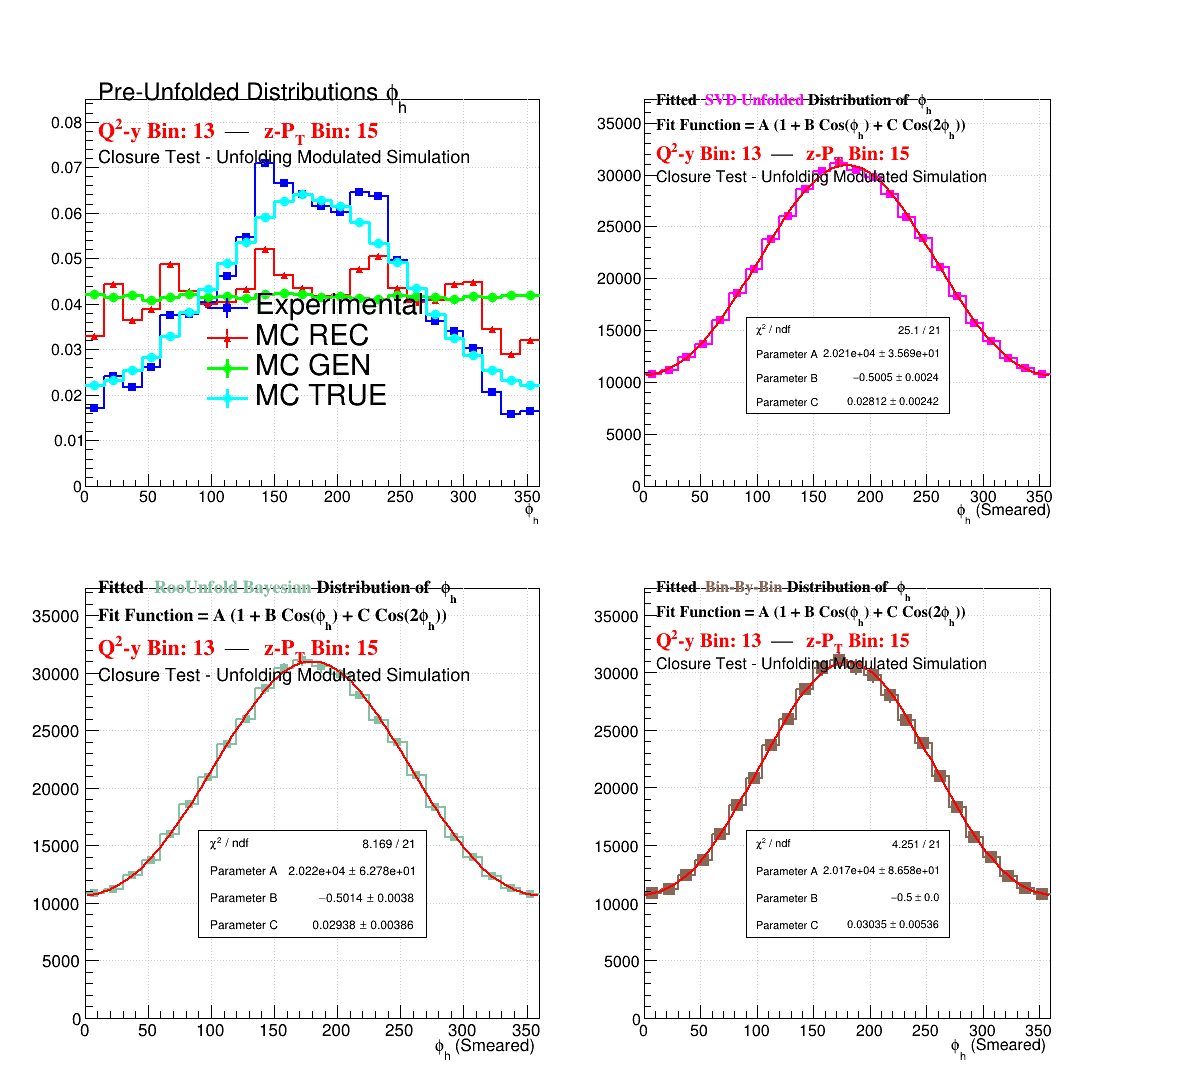 Pre-Unfolded Distributions ϕh
Q²-y Bin: 13 — z-PT Bin: 15
Closure Test - Unfolding Modulated Simulation
0.08
0.07
0.06
0.05
0.04
0.03
0.02
0.01
0
Experimental
MC REC
MC GEN
MC TRUE
0 50 100 150 200 250 300 350
ϕh
Fitted SVD Unfolded Distribution of ϕh
Fit Function = A (1 + B Cos(ϕh) + C Cos(2ϕh))
Q²-y Bin: 13 — z-PT Bin: 15
Closure Test - Unfolding Modulated Simulation
35000
30000
25000
20000
15000
10000
5000
0
χ² / ndf 25.1 / 21
Parameter A 2.021e+04 ± 3.569e+01
Parameter B −0.5005 ± 0.0024
Parameter C 0.02812 ± 0.00242
0 50 100 150 200 250 300 350
ϕh (Smeared)
Fitted RooUnfold Bayesian Distribution of ϕh
Fit Function = A (1 + B Cos(ϕh) + C Cos(2ϕh))
Q²-y Bin: 13 — z-PT Bin: 15
Closure Test - Unfolding Modulated Simulation
35000
30000
25000
20000
15000
10000
5000
0
χ² / ndf 8.169 / 21
Parameter A 2.022e+04 ± 6.278e+01
Parameter B −0.5014 ± 0.0038
Parameter C 0.02938 ± 0.00386
0 50 100 150 200 250 300 350
ϕh (Smeared)
Fitted Bin-By-Bin Distribution of ϕh
Fit Function = A (1 + B Cos(ϕh) + C Cos(2ϕh))
Q²-y Bin: 13 — z-PT Bin: 15
Closure Test - Unfolding Modulated Simulation
35000
30000
25000
20000
15000
10000
5000
0
χ² / ndf 4.251 / 21
Parameter A 2.017e+04 ± 8.658e+01
Parameter B −0.5 ± 0.0
Parameter C 0.03035 ± 0.00536
0 50 100 150 200 250 300 350
ϕh (Smeared)